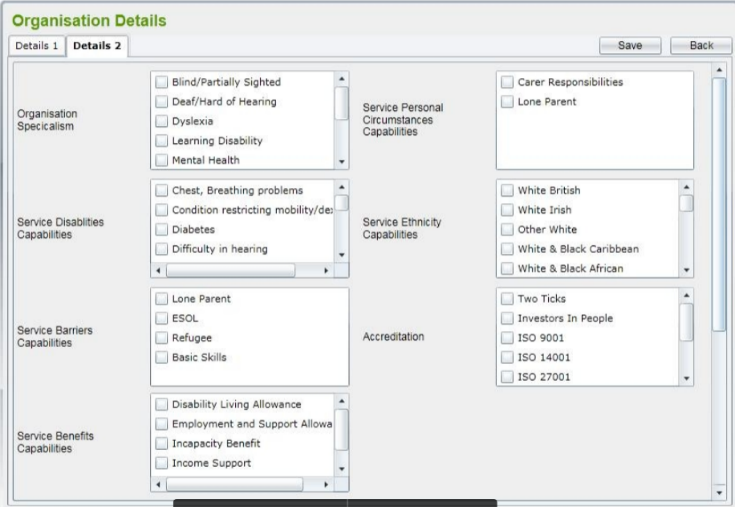 Organisation Details
Details 1
Details 2
Save
Back
Organisation
Specicalism
Blind/Partially Sighted
Deaf/Hard of Hearing
Dyslexia
Learning Disability
Mental Health
Service Personal
Circumstances
Capabilities
Carer Responsibilities
Lone Parent
Service Disablities
Capabilities
Chest, Breathing problems
Condition restricting mobility/de
Diabetes
Difficulty in hearing
Service Ethnicity
Capabilities
White British
White Irish
Other White
White & Black Caribbean
White & Black African
Service Barriers
Capabilities
Lone Parent
ESOL
Refugee
Basic Skills
Accreditation
Two Ticks
Investors In People
ISO 9001
ISO 14001
ISO 27001
Service Benefits
Capabilities
Disability Living Allowance
Employment and Support Allowa
Incapacity Benefit
Income Support